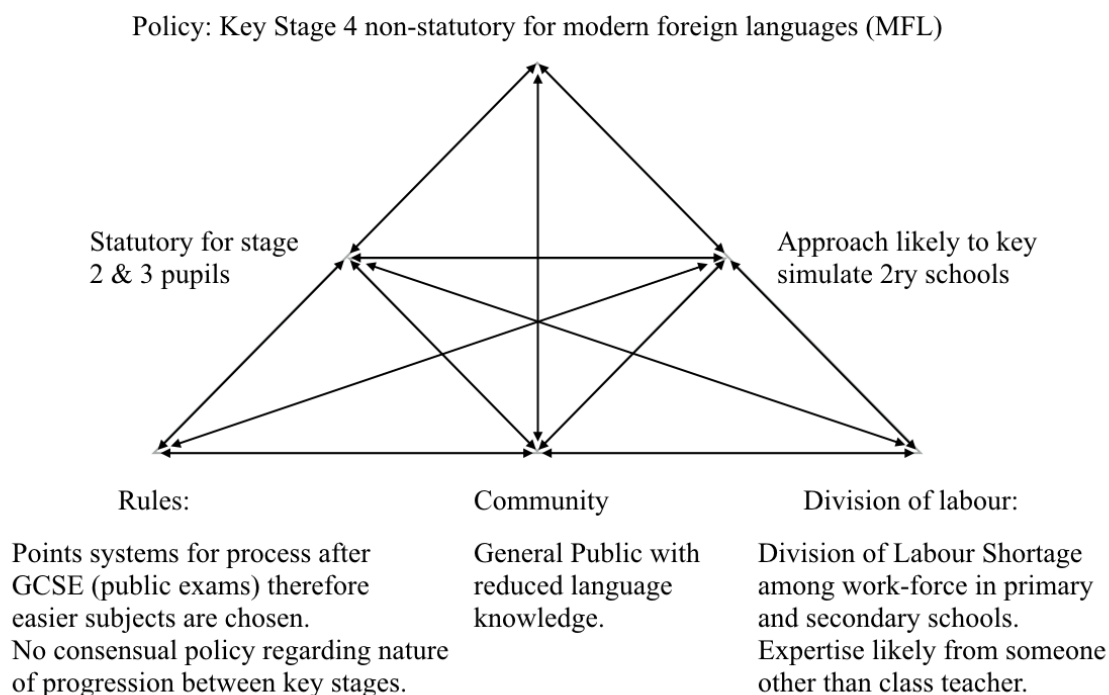 Policy: Key Stage 4 non-statutory for modern foreign languages (MFL)
Statutory for stage
2 & 3 pupils
Approach likely to key
simulate 2ry schools
Rules:
Points systems for process after
GCSE (public exams) therefore
easier subjects are chosen.
No consensual policy regarding nature
of progression between key stages.
Community
General Public with
reduced language
knowledge.
Division of labour:
Division of Labour Shortage
among work-force in primary
and secondary schools.
Expertise likely from someone
other than class teacher.